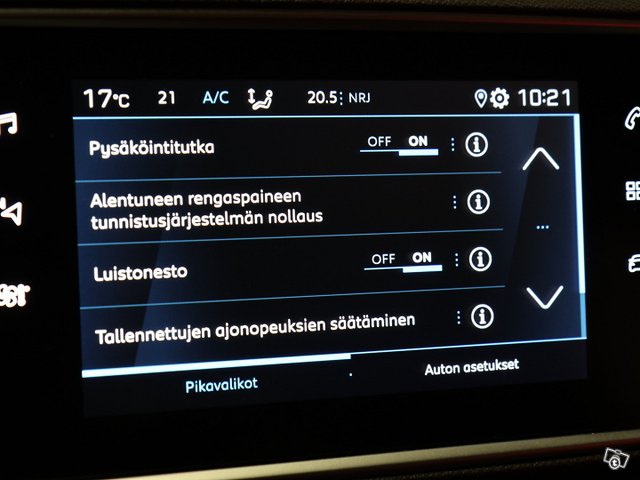 17°C 21 A/C 20.5 NRJ 10:21
Pysäköintitutka OFF ON
Alentuneen rengaspaineen
tunnistusjärjestelmän nollaus
Luistonesto OFF ON
Tallennettujen ajonopeuksien säätäminen
Pikavalikot Auton asetukset